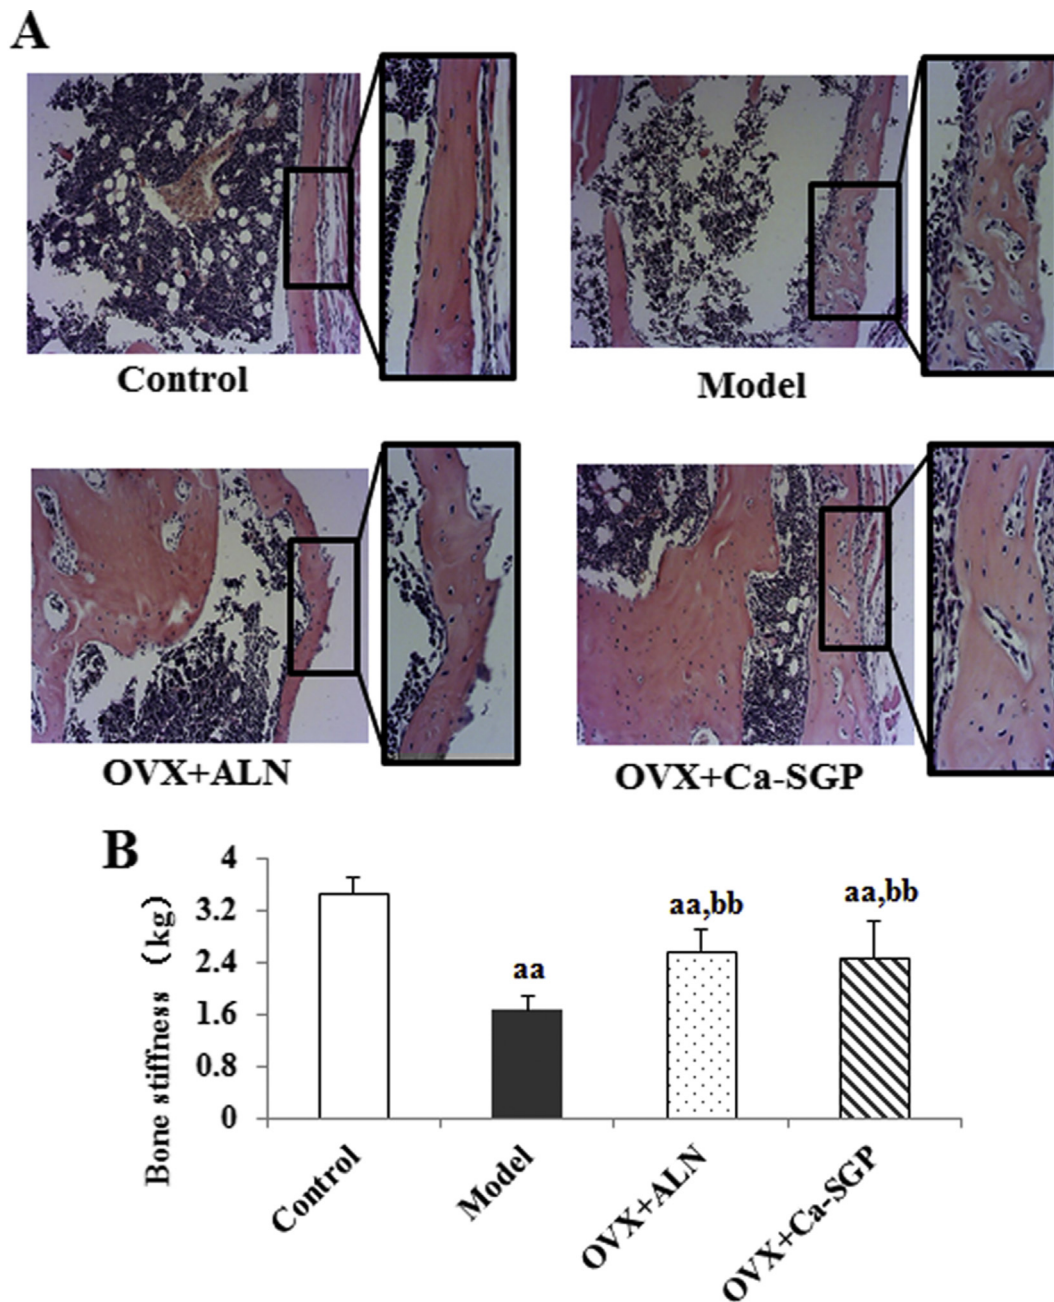 A
Control
Model
OVX+ALN
OVX+Ca-SGP
B
Bone stiffness (kg)
4
3.2
2.4
1.6
0.8
0
aa
aa,bb
aa,bb
Control
Model
OVX+ALN
OVX+Ca-SGP